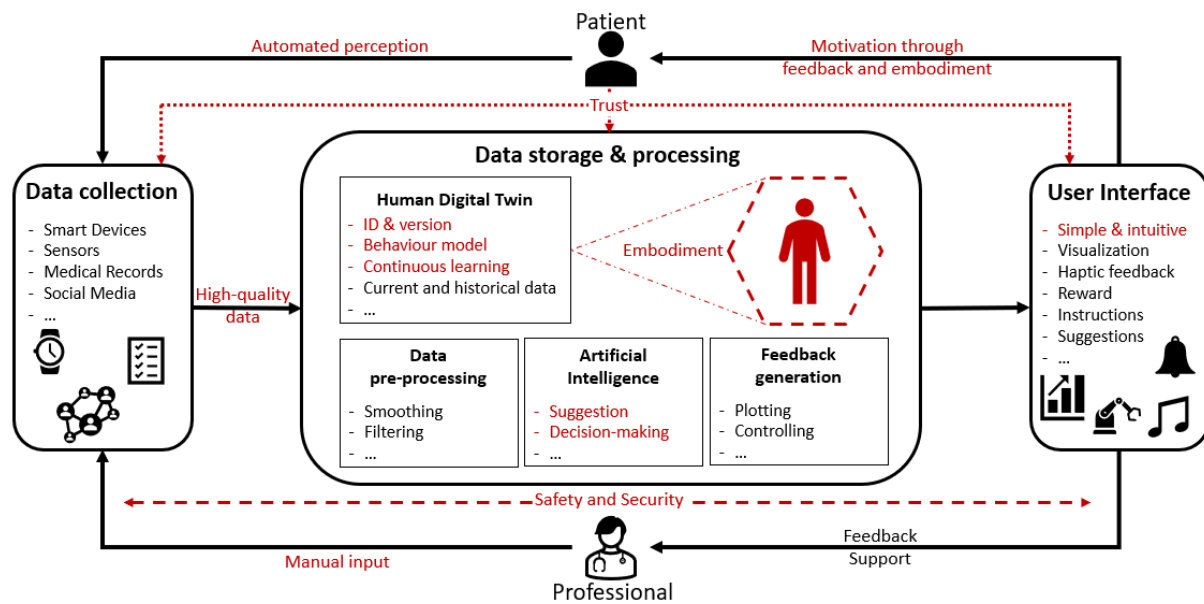 Patient
Automated perception
Motivation through
feedback and embodiment
Trust
Data collection
- Smart Devices
- Sensors
- Medical Records
- Social Media
- ...
High-quality
data
Data storage & processing
Human Digital Twin
- ID & version
- Behaviour model
- Continuous learning
- Current and historical data
- ...
Embodiment
Data
pre-processing
- Smoothing
- Filtering
- ...
Artificial
Intelligence
- Suggestion
- Decision-making
- ...
Feedback
generation
- Plotting
- Controlling
- ...
User Interface
- Simple & intuitive
- Visualization
- Haptic feedback
- Reward
- Instructions
- Suggestions
- ...
Safety and Security
Manual input
Feedback
Support
Professional